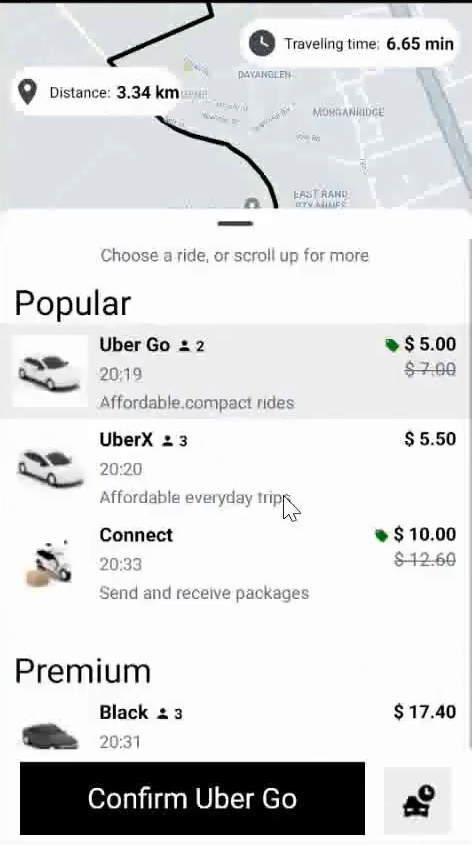 Traveling time: 6.65 min
DAYANGLEN
Distance: 3.34 km
MORGANRIDGE
EAST RAND
Choose a ride, or scroll up for more
Popular
Uber Go 2
$ 5.00
20:19
$ 7.00
Affordable.compact rides
UberX 3
$ 5.50
20:20
Affordable everyday trips
Connect
$ 10.00
20:33
$ 12.60
Send and receive packages
Premium
Black 3
$ 17.40
20:31
Confirm Uber Go